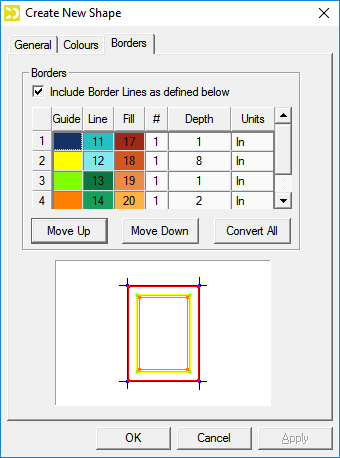 Create New Shape
General Colours Borders
Borders
Include Border Lines as defined below
Guide Line Fill # Depth Units
1 11 17 1 1 In
2 12 18 1 8 In
3 13 19 1 1 In
4 14 20 1 2 In
Move Up Move Down Convert All
OK Cancel Apply